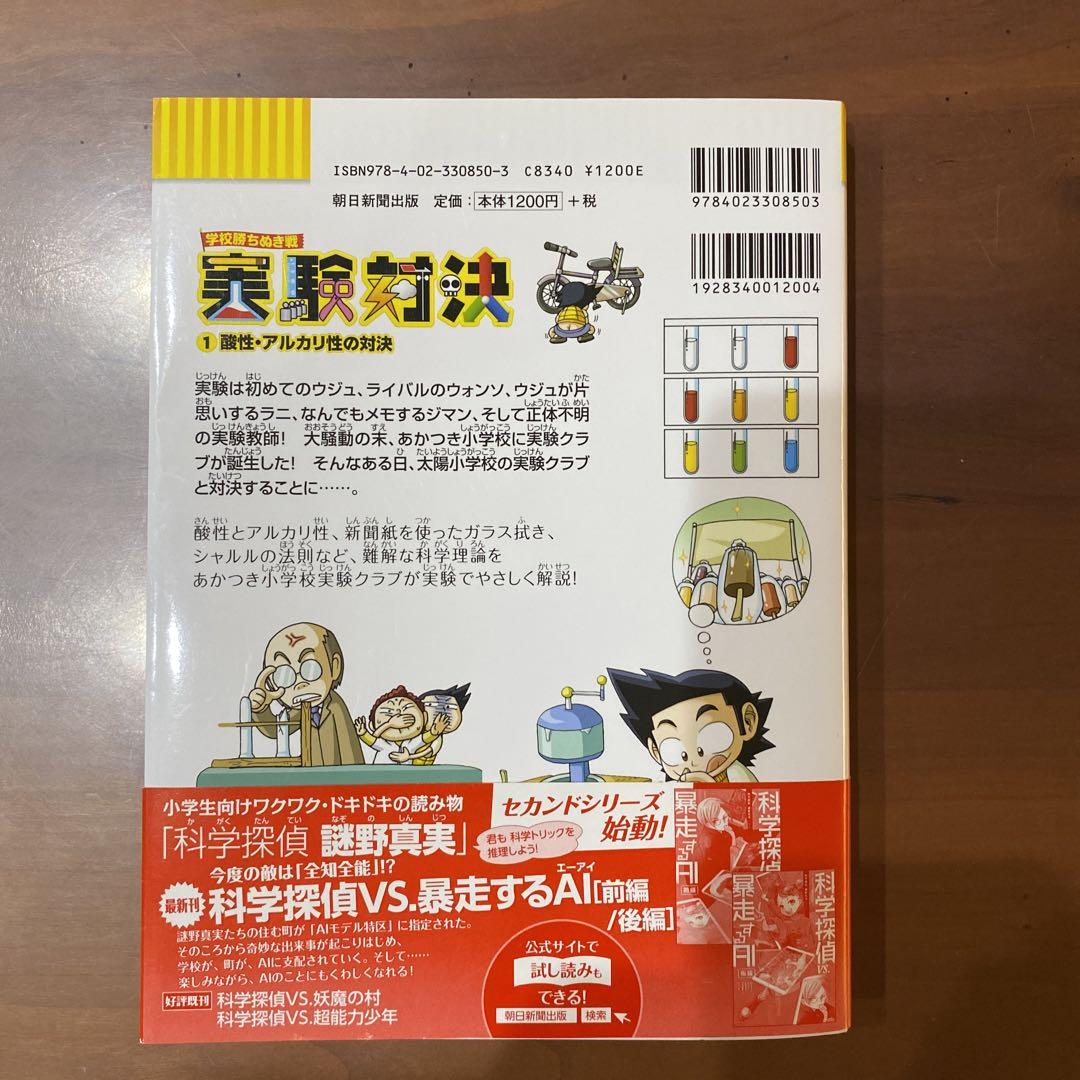 ISBN978-4-02-330850-3 C8340 ¥1200E
朝日新聞出版 定価：本体1200円+税
9784023308503
1928340012004
学校勝ちぬき戦
実験対決
1 酸性・アルカリ性の対決
実験は初めてのウジュ、ライバルのウォンソ、ウジュが片
思いするラニ、なんでもメモするジマン、そして正体不明
の実験教師！ 大騒動の末、あかつき小学校に実験クラ
ブが誕生した！ そんなある日、太陽小学校の実験クラブ
と対決することに……。
酸性とアルカリ性、新聞紙を使ったガラス拭き、
シャルルの法則など、難解な科学理論を
あかつき小学校実験クラブが実験でやさしく解説！
小学生向けワクワク・ドキドキの読み物
「科学探偵 謎野真実」
セカンドシリーズ
始動！
君も 科学トリックを
推理しよう！
今度の敵は「全知全能」!?
最新刊 科学探偵VS.暴走するAI[前編
/後編]
謎野真実たちの住む町が「AIモデル特区」に指定された。
そのころから奇妙な出来事が起こりはじめ、
学校が、町が、AIに支配されていく。そして……
楽しみながら、AIのことにもくわしくなれる！
好評既刊 科学探偵VS.妖魔の村
科学探偵VS.超能力少年
公式サイトで
試し読みも
できる！
朝日新聞出版 検索
科学探偵
暴走するAI
科学探偵VS.
暴走するAI